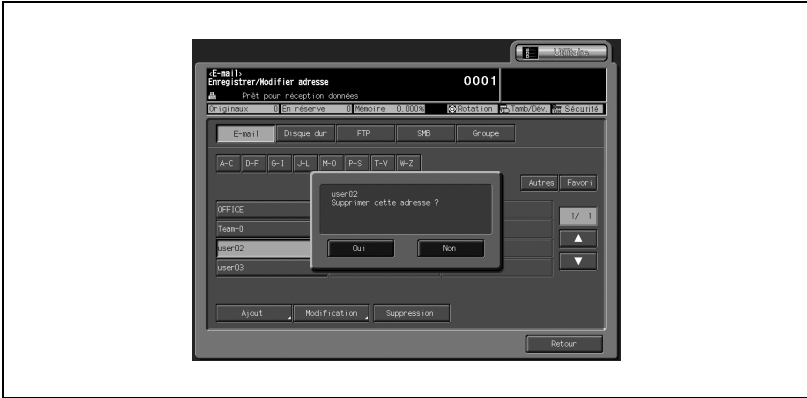 Utilitaire
<E-mail>
Enregistrer/Modifier adresse
0001
Prêt pour réception données
Originaux 0 En réserve 0 Mémoire 0.000% Rotation Tamb/Dév. Sécurité
E-mail Disque dur FTP SMB Groupe
A-C D-F G-I J-L M-O P-S T-V W-Z
Autres Favori
user02
Supprimer cette adresse ?
Oui Non
OFFICE
1/ 1
Team-0
user02
user03
Ajout Modification Suppression
Retour